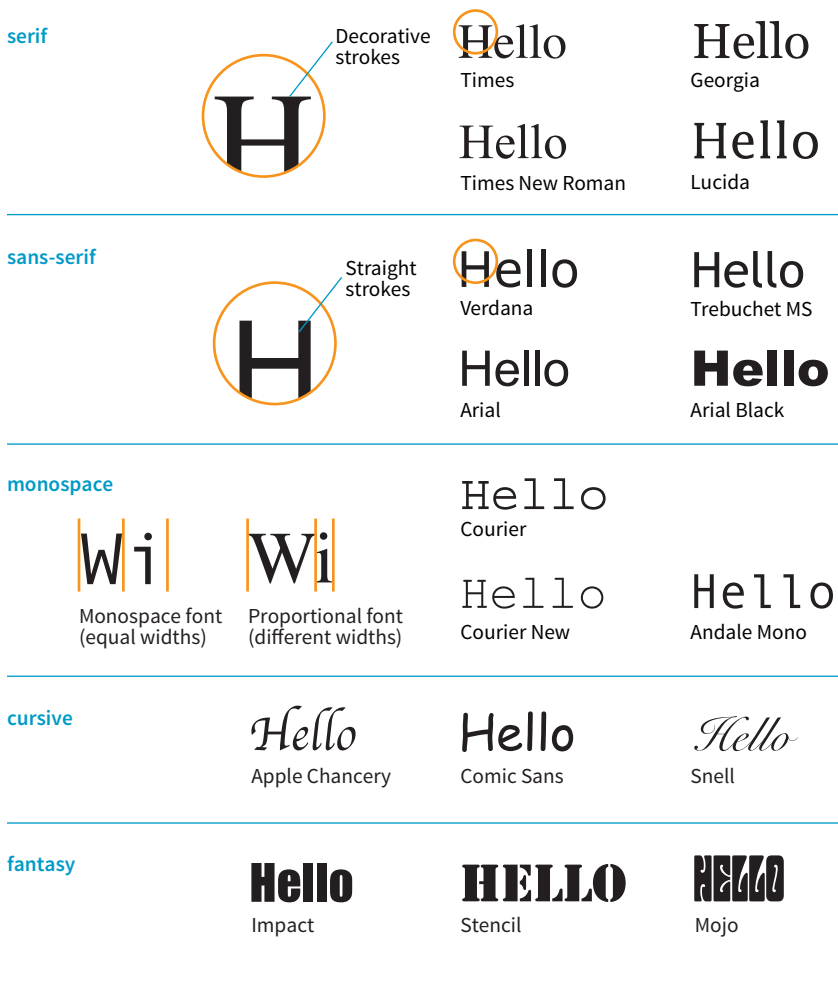 serif
Decorative
strokes
H
Hello
Times
Hello
Georgia
Hello
Times New Roman
Hello
Lucida
sans-serif
Straight
strokes
H
Hello
Verdana
Hello
Trebuchet MS
Hello
Arial
Hello
Arial Black
monospace
Wi
Monospace font
(equal widths)
Wi
Proportional font
(different widths)
Hello
Courier
Hello
Courier New
Hello
Andale Mono
cursive
Hello
Apple Chancery
Hello
Comic Sans
Hello
Snell
fantasy
Hello
Impact
HELLO
Stencil
HELLO
Mojo